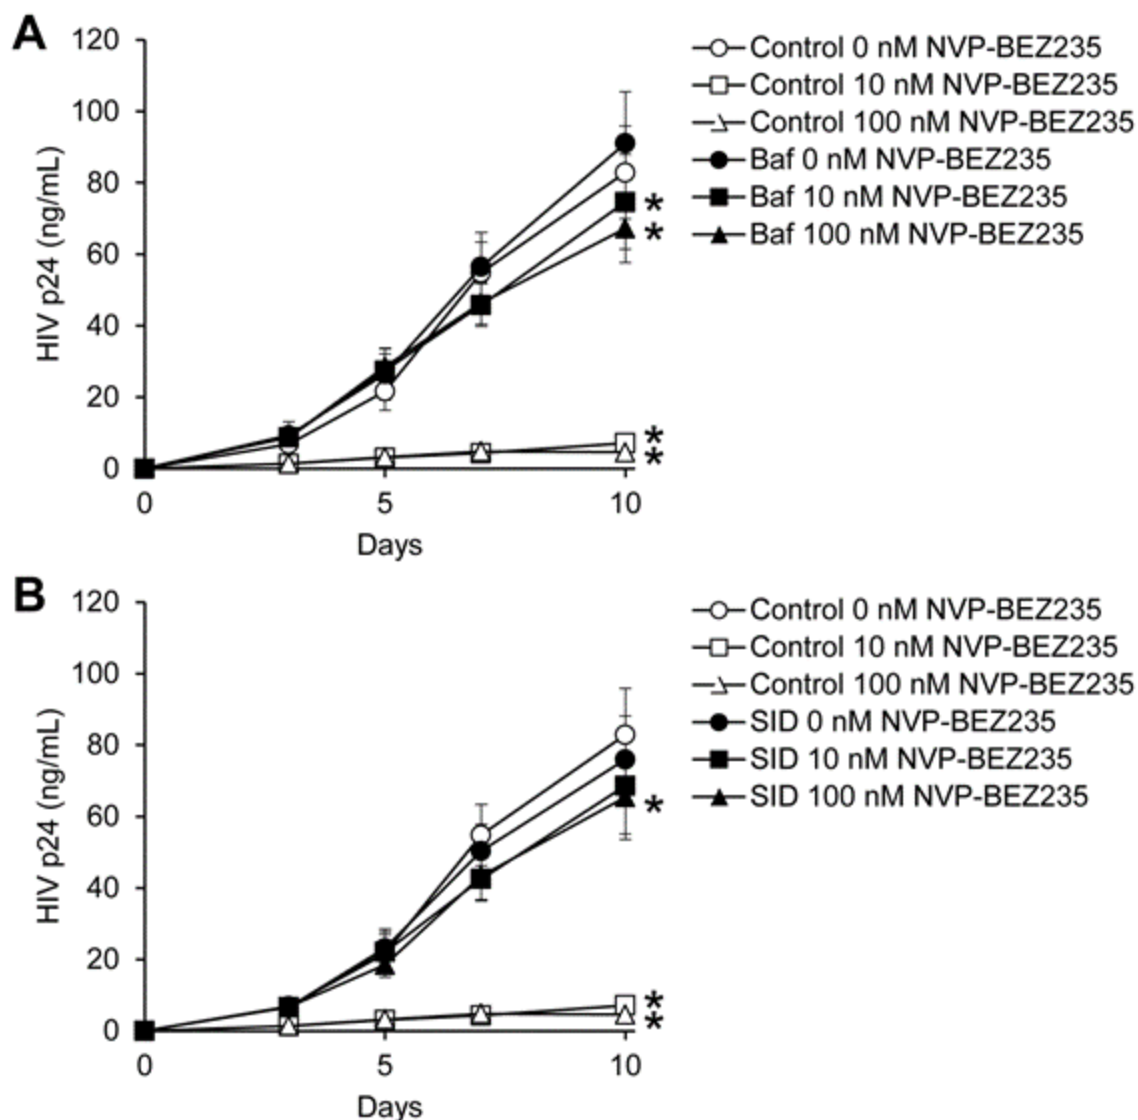 A
120
100
80
60
40
20
0
HIV p24 (ng/mL)
0 5 10
Days
Control 0 nM NVP-BEZ235
Control 10 nM NVP-BEZ235
Control 100 nM NVP-BEZ235
Baf 0 nM NVP-BEZ235
Baf 10 nM NVP-BEZ235
Baf 100 nM NVP-BEZ235
*
*
*
*
B
120
100
80
60
40
20
0
HIV p24 (ng/mL)
0 5 10
Days
Control 0 nM NVP-BEZ235
Control 10 nM NVP-BEZ235
Control 100 nM NVP-BEZ235
SID 0 nM NVP-BEZ235
SID 10 nM NVP-BEZ235
SID 100 nM NVP-BEZ235
*
*
*